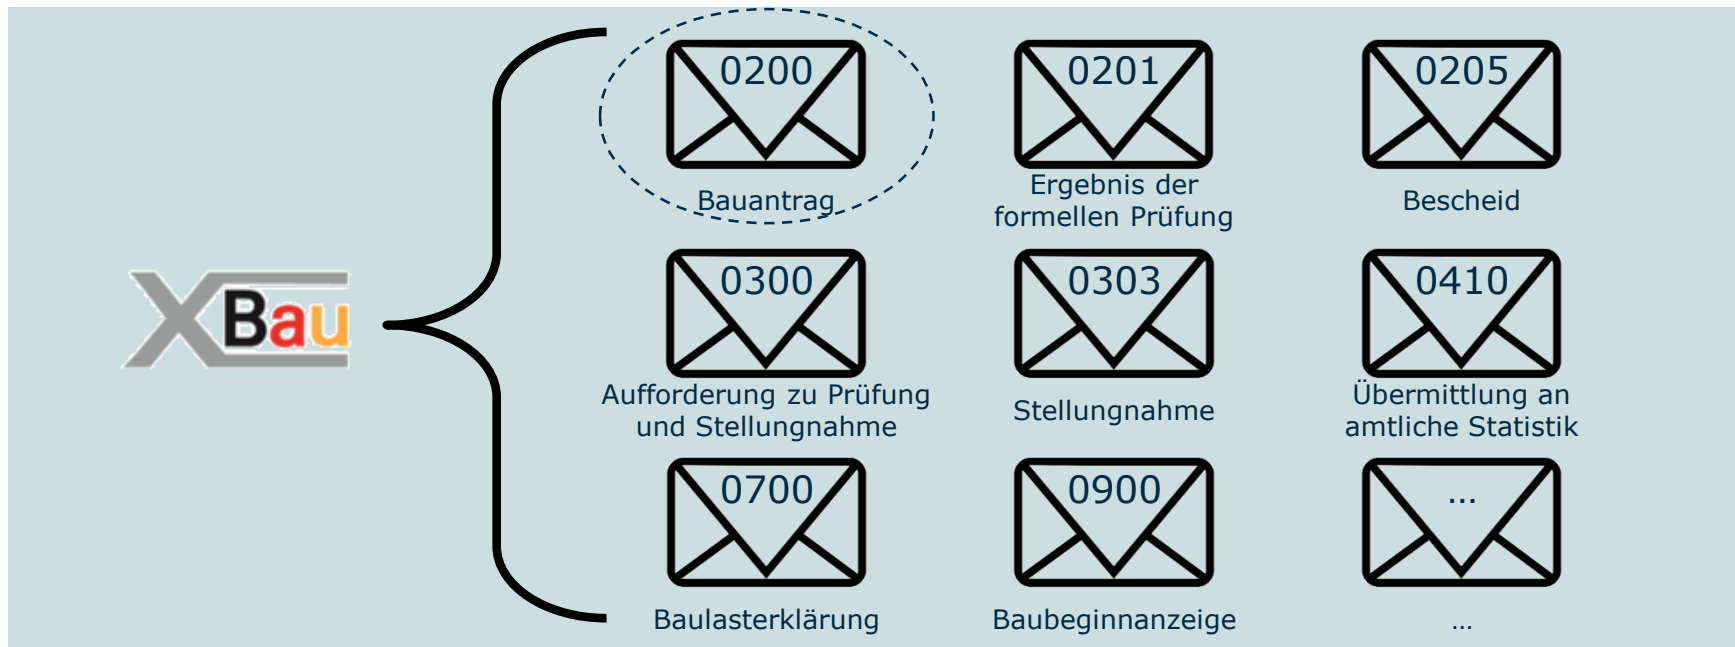 0200
0201
0205
Bauantrag
Ergebnis der
formellen Prüfung
Bescheid
XBau
0300
0303
0410
Aufforderung zu Prüfung
und Stellungnahme
Stellungnahme
Übermittlung an
amtliche Statistik
0700
0900
...
Baulasterklärung
Baubeginnanzeige
...